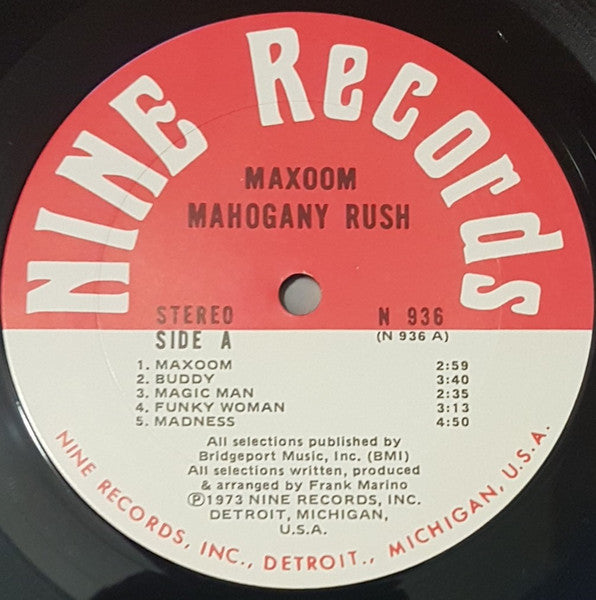 NINE Records
MAXOOM
MAHOGANY RUSH
STEREO N 936
SIDE A (N 936 A)
1. MAXOOM 2:59
2. BUDDY 3:40
3. MAGIC MAN 2:35
4. FUNKY WOMAN 3:13
5. MADNESS 4:50
All selections published by
Bridgeport Music, Inc. (BMI)
All selections written, produced
& arranged by Frank Marino
Ⓟ1973 NINE RECORDS, INC.
DETROIT, MICHIGAN,
U.S.A.
NINE RECORDS, INC., DETROIT., MICHIGAN, U.S.A.